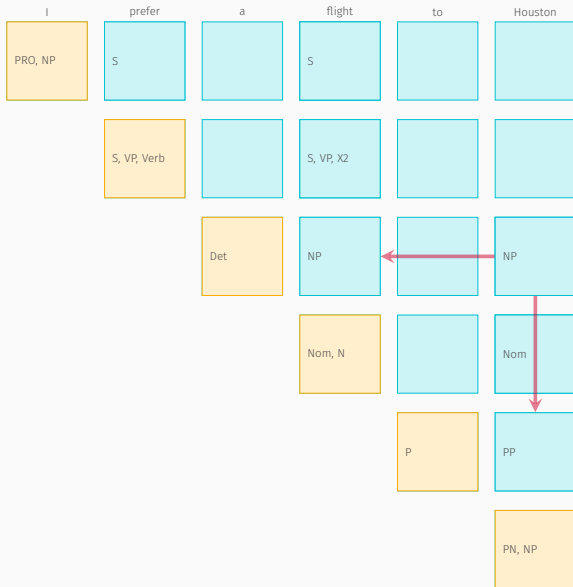 I prefer a flight to Houston
PRO, NP S S
S, VP, Verb S, VP, X2
Det NP NP
Nom, N Nom
P PP
PN, NP